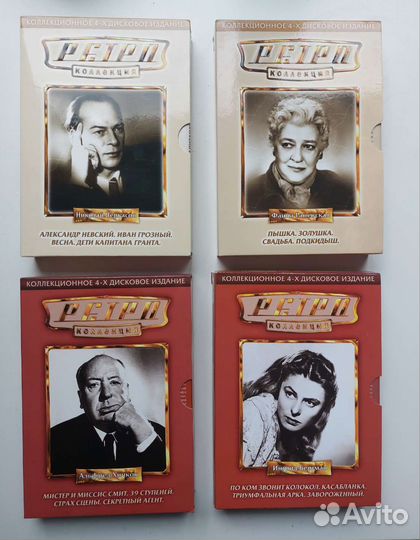 КОЛЛЕКЦИОННОЕ 4-Х ДИСКОВОЕ ИЗДАНИЕ
РЕТРО
КОЛЛЕКЦИЯ
Николай Черкасов
АЛЕКСАНДР НЕВСКИЙ. ИВАН ГРОЗНЫЙ.
ВЕСНА. ДЕТИ КАПИТАНА ГРАНТА.
КОЛЛЕКЦИОННОЕ 4-Х ДИСКОВОЕ ИЗДАНИЕ
РЕТРО
КОЛЛЕКЦИЯ
Фаина Раневская
ПЫШКА. ЗОЛУШКА.
СВАДЬБА. ПОДКИДЫШ.
КОЛЛЕКЦИОННОЕ 4-Х ДИСКОВОЕ ИЗДАНИЕ
РЕТРО
КОЛЛЕКЦИЯ
Альфред Хичкок
МИСТЕР И МИССИС СМИТ. 39 СТУПЕНЕЙ.
СТРАХ СЦЕНЫ. СЕКРЕТНЫЙ АГЕНТ.
КОЛЛЕКЦИОННОЕ 4-Х ДИСКОВОЕ ИЗДАНИЕ
РЕТРО
КОЛЛЕКЦИЯ
Ингрид Бергман
ПО КОМ ЗВОНИТ КОЛОКОЛ. КАСАБЛАНКА.
ТРИУМФАЛЬНАЯ АРКА. ЗАВОРОЖЕННЫЙ.
Avito